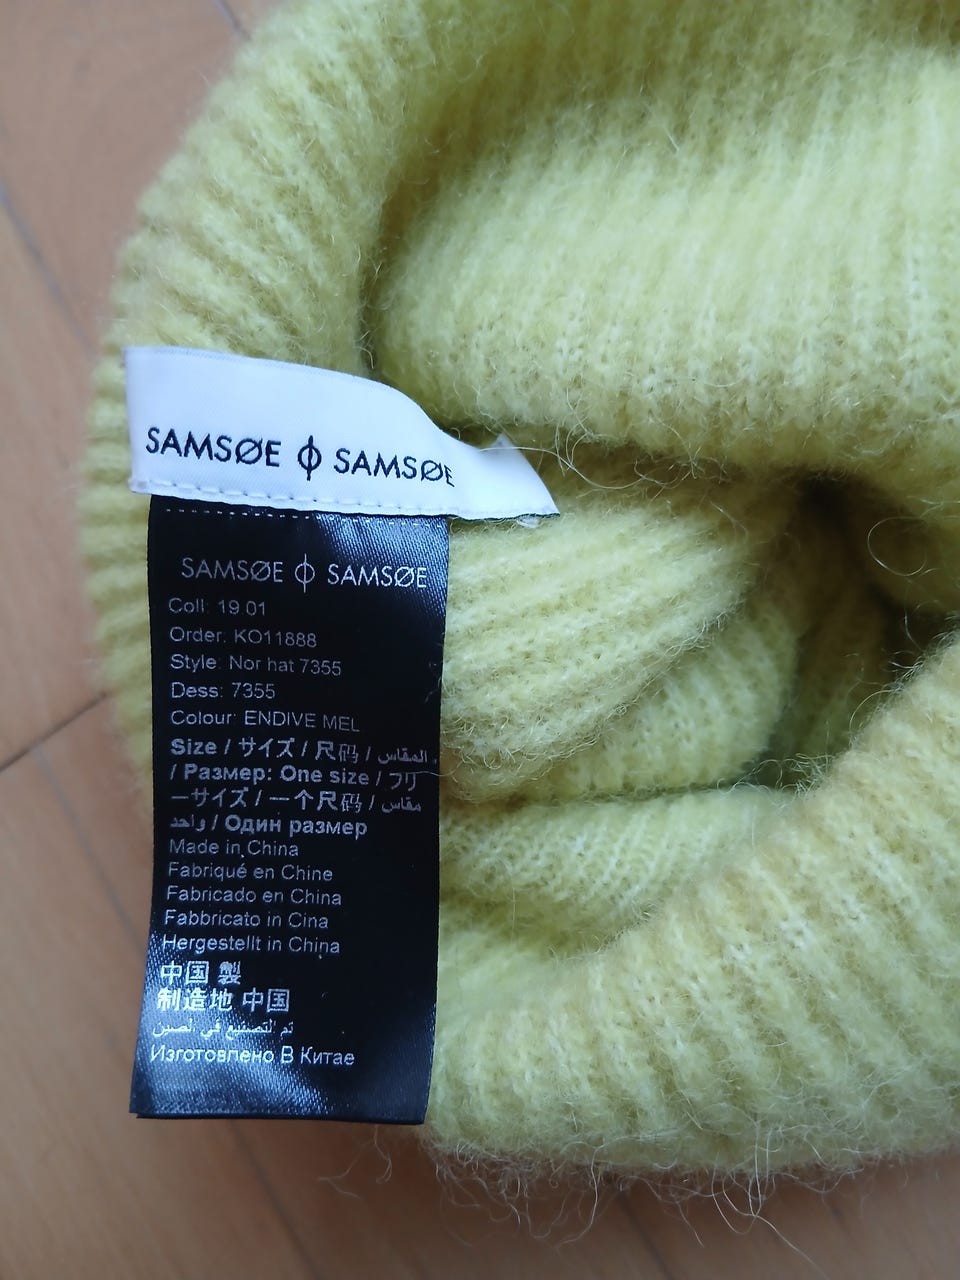 SAMSØE ϕ SAMSØE
SAMSØE ϕ SAMSØE
Coll: 19.01
Order: KO11888
Style: Nor hat 7355
Dess: 7355
Colour: ENDIVE MEL
Size / サイズ / 尺码 / المقاس
/ Размер: One size / フリ
ーサイズ / 一个尺码 / مقاس
واحد / Один размер
Made in China
Fabriqué en Chine
Fabricado en China
Fabbricato in Cina
Hergestellt in China
中国 製
制造地 中国
تم التصنيع في الصين
Изготовлено В Китае